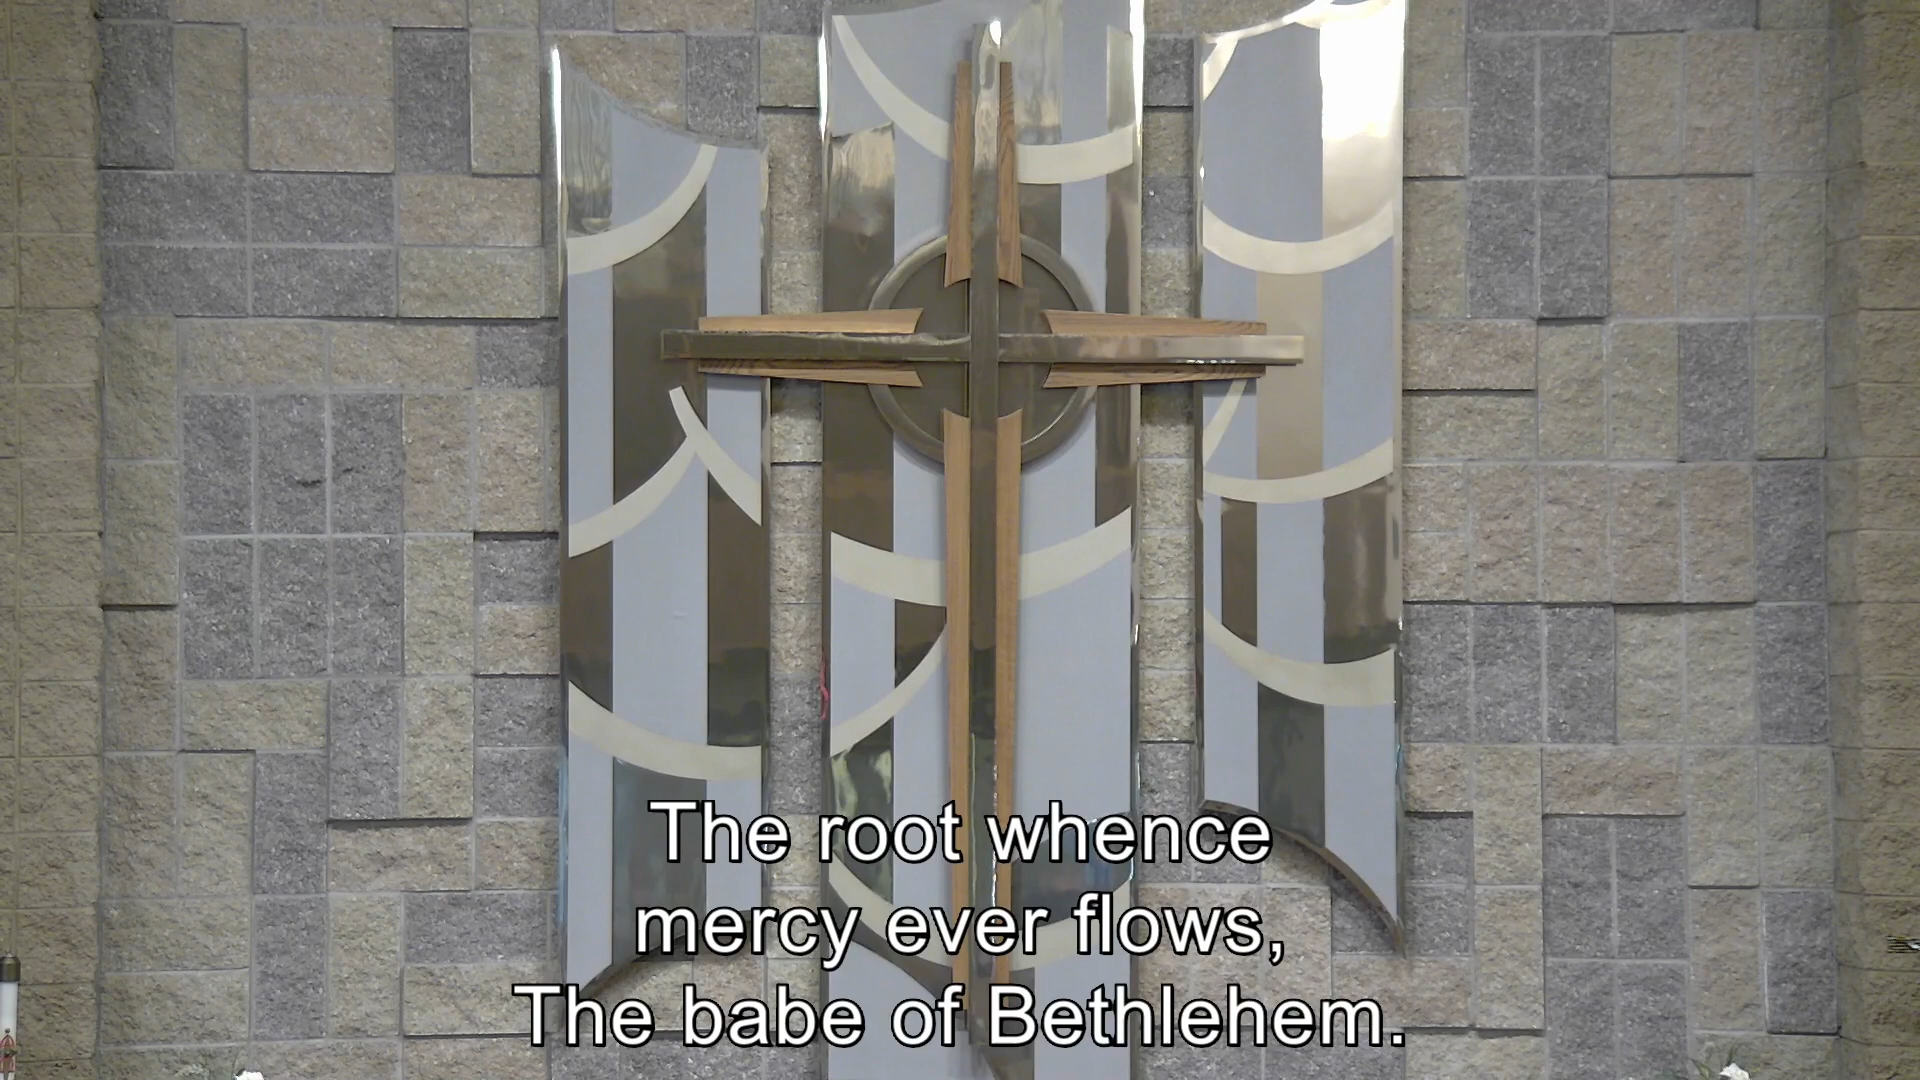 The root whence
mercy ever flows,
The babe of Bethlehem.